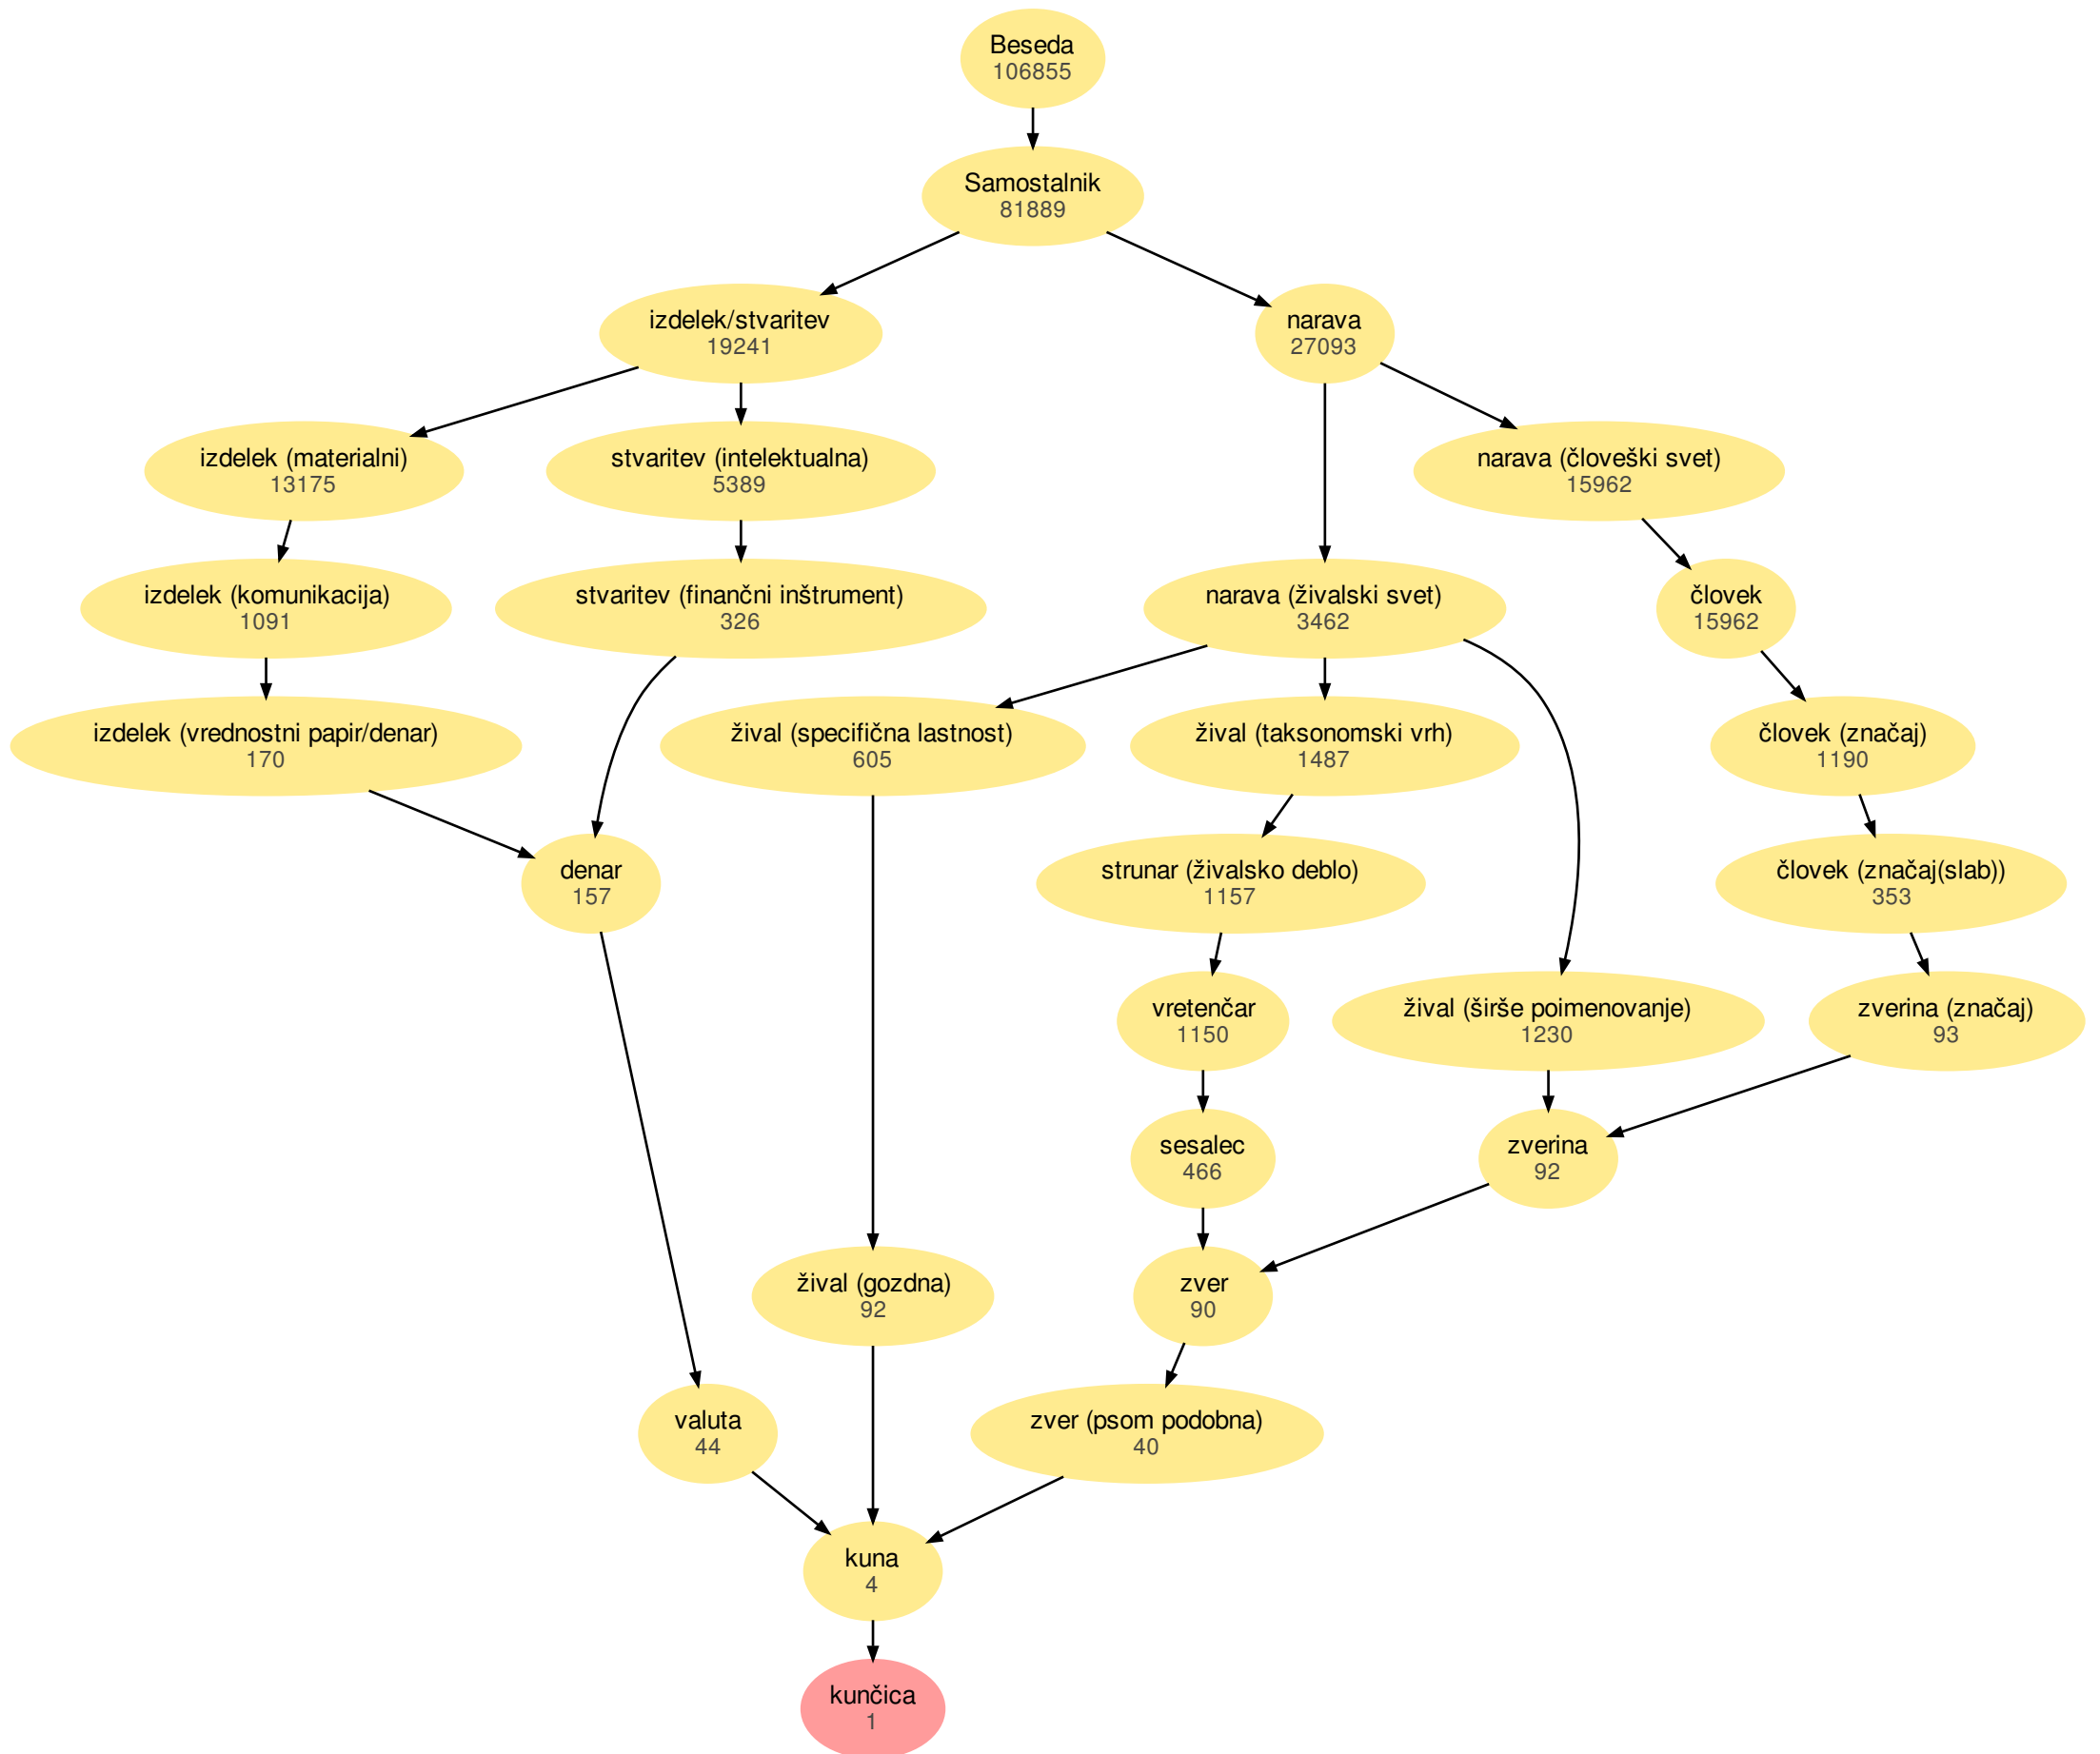 Beseda
106855
Samostalnik
81889
izdelek/stvaritev
19241
narava
27093
izdelek (materialni)
13175
stvaritev (intelektualna)
5389
narava (človeški svet)
15962
izdelek (komunikacija)
1091
stvaritev (finančni inštrument)
326
narava (živalski svet)
3462
človek
15962
izdelek (vrednostni papir/denar)
170
žival (specifična lastnost)
605
žival (taksonomski vrh)
1487
človek (značaj)
1190
denar
157
strunar (živalsko deblo)
1157
človek (značaj(slab))
353
vretenčar
1150
žival (širše poimenovanje)
1230
zverina (značaj)
93
sesalec
466
zverina
92
žival (gozdna)
92
zver
90
valuta
44
zver (psom podobna)
40
kuna
4
kunčica
1